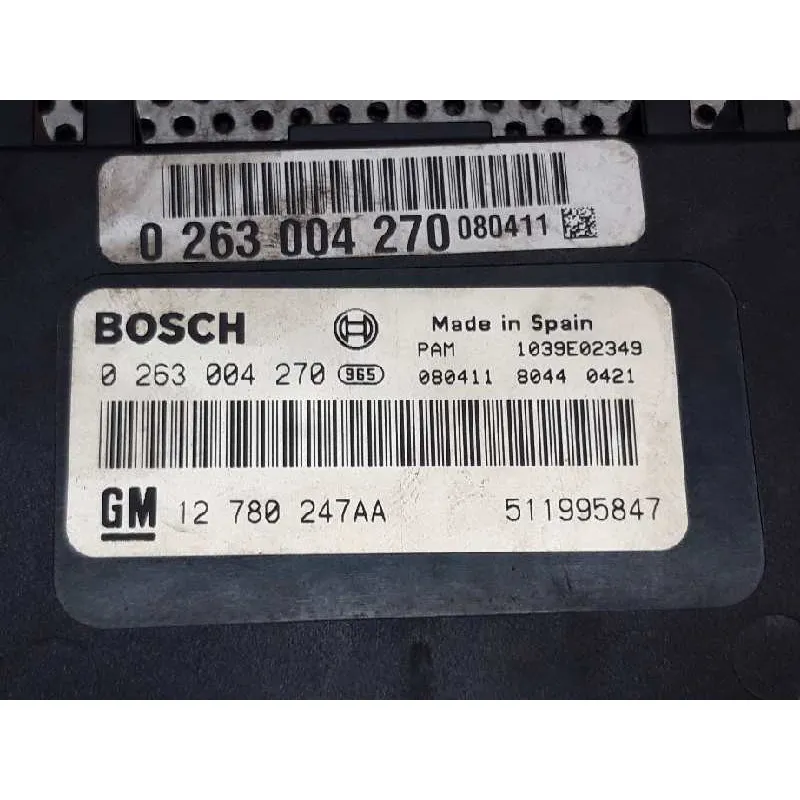 0 263 004 270 080411
BOSCH Made in Spain
PAM 1039E02349
0 263 004 270 965 080411 8044 0421
GM 12 780 247AA 511995847